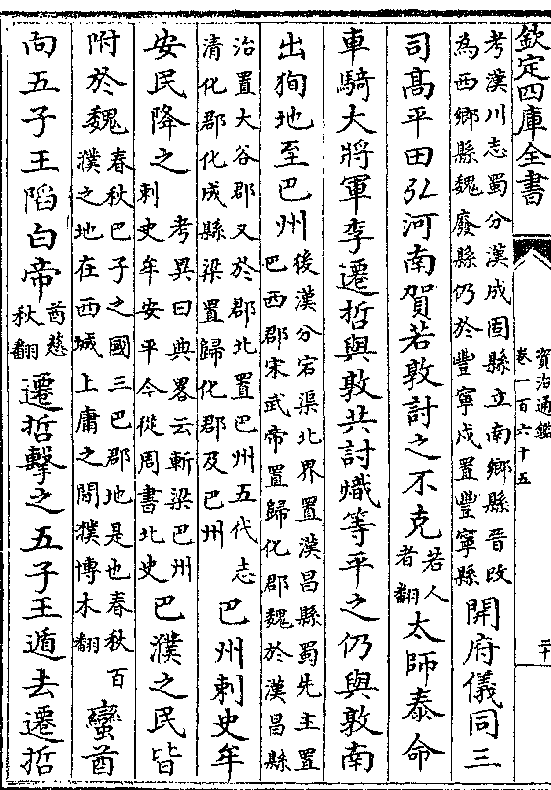 欽定四庫全書
資治通鑑
卷一百六十五
二十
考漢川志蜀分漢成固縣立南鄉縣晉改
為西鄉縣魏廢縣仍於豐寧戍置豐寧縣
開府儀同三
司高平田弘河南賀若敦討之不克
若人
者翻
太師泰命
車騎大將軍李遷哲與敦共討熾等平之仍與敦南
出狥地至巴州
後漢分宕渠北界置漢昌縣蜀先主置
巴西郡宋武帝置歸化郡魏於漢昌縣
治置大谷郡又於郡北置巴州五代志
清化郡化成縣梁置歸化郡及巴州
巴州刺史牟
安民降之
考異曰典畧云斬梁巴州
刺史牟安平今從周書北史
巴濮之民皆
附於魏
春秋巴子之國三巴郡地是也春秋百
濮之地在西城上庸之間濮博木翻
蠻酋
向五子王䧟白帝
酋慈
秋翻
遷哲擊之五子王遁去遷哲